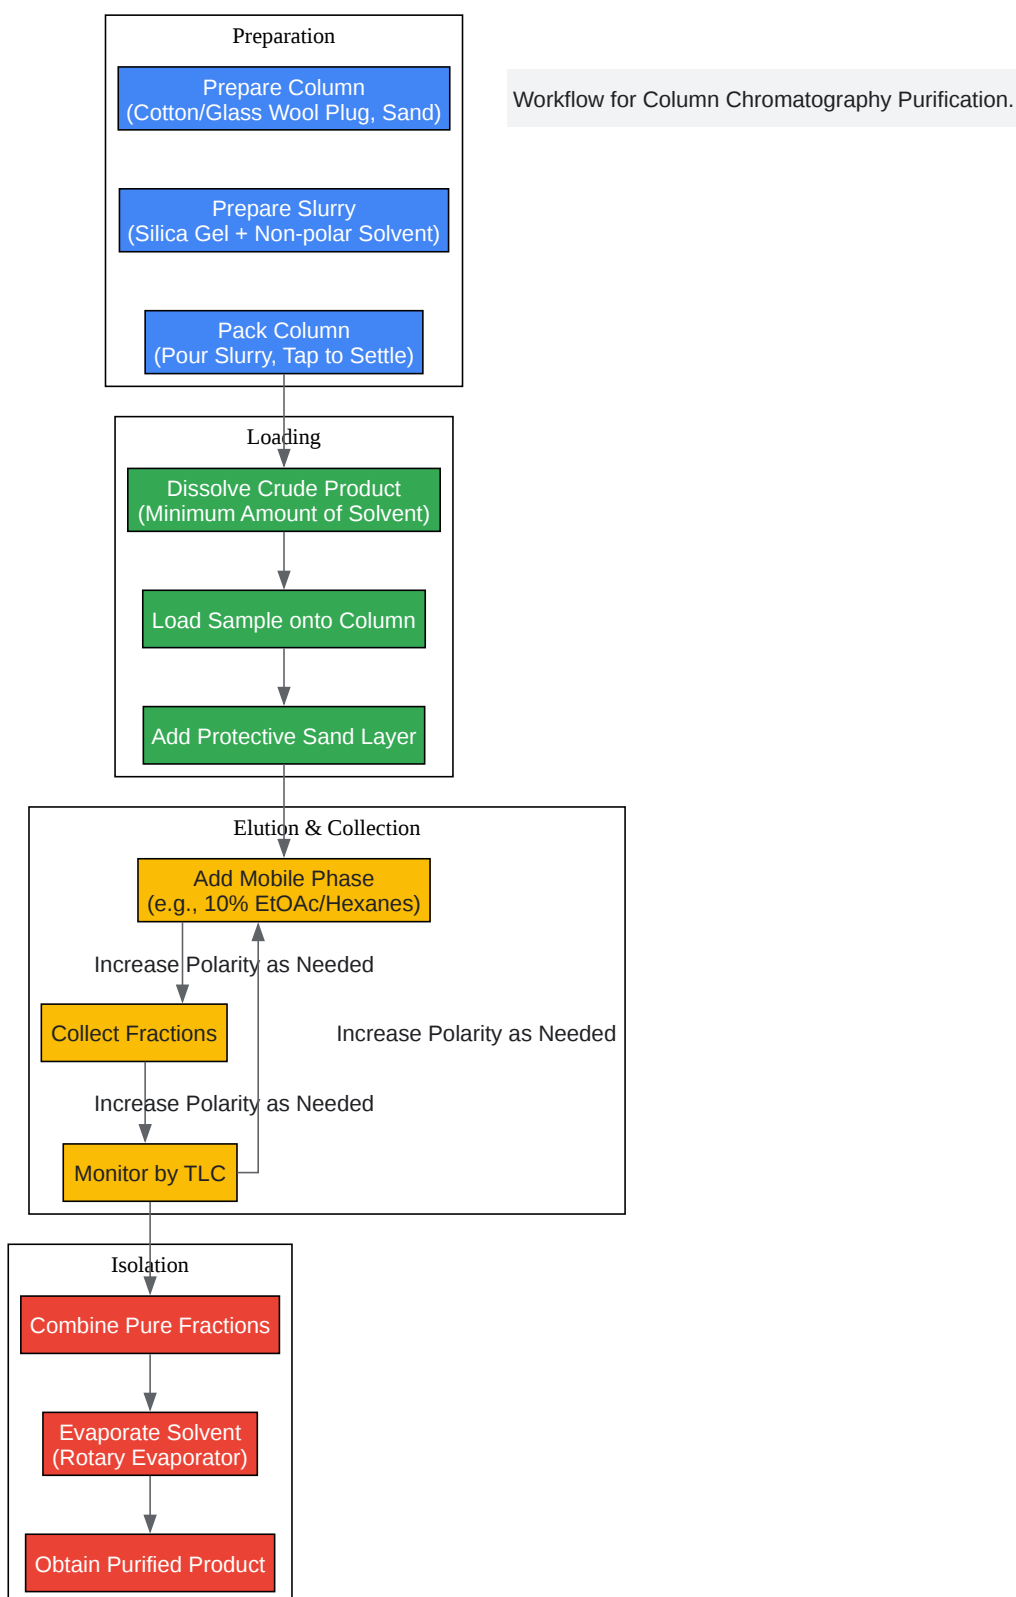 Preparation
Prepare Column
(Cotton/Glass Wool Plug, Sand)
Workflow for Column Chromatography Purification.
Prepare Slurry
(Silica Gel + Non-polar Solvent)
Pack Column
(Pour Slurry, Tap to Settle)
Loading
Dissolve Crude Product
(Minimum Amount of Solvent)
Load Sample onto Column
Add Protective Sand Layer
Elution & Collection
Add Mobile Phase
(e.g., 10% EtOAc/Hexanes)
Increase Polarity as Needed
Collect Fractions
Increase Polarity as Needed
Increase Polarity as Needed
Monitor by TLC
Isolation
Combine Pure Fractions
Evaporate Solvent
(Rotary Evaporator)
Obtain Purified Product